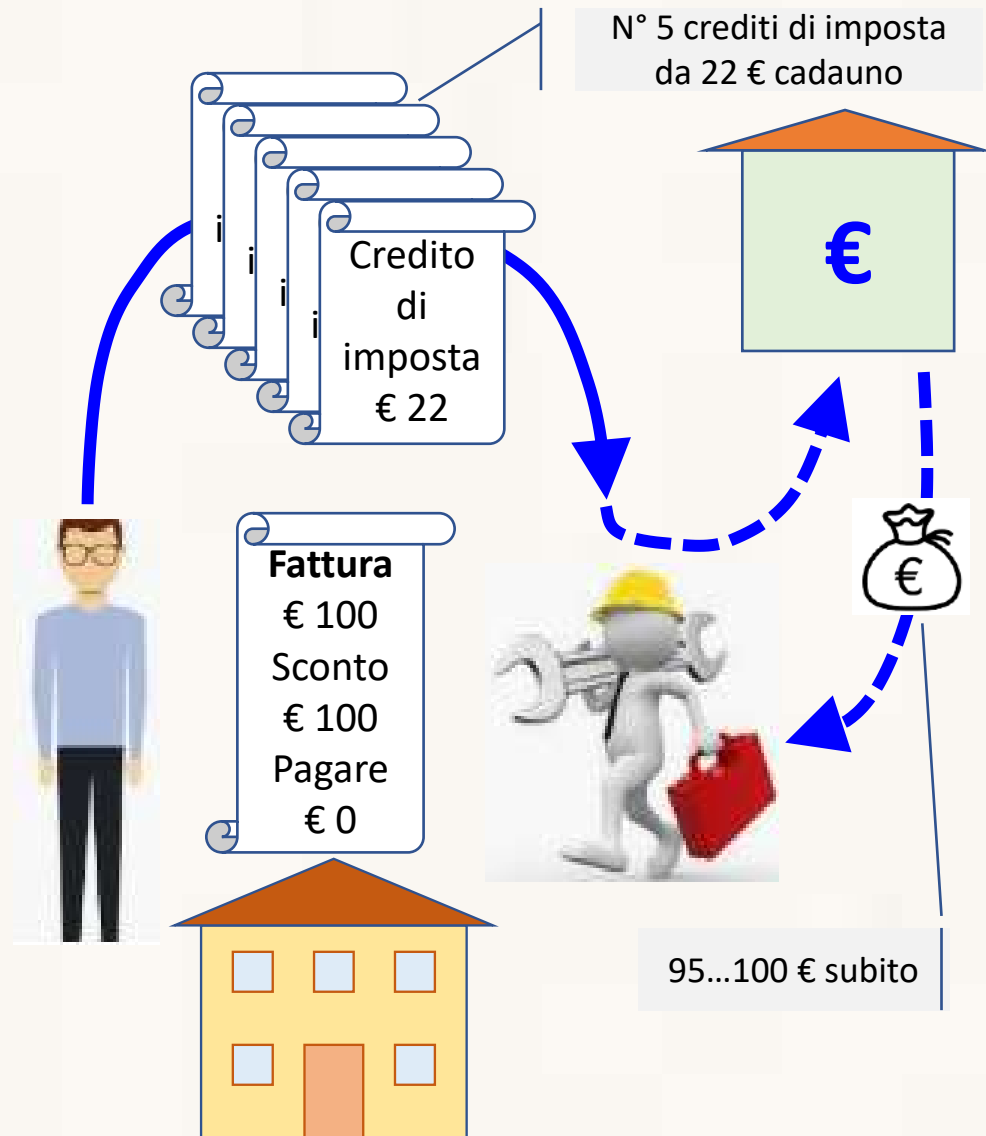 N° 5 crediti di imposta
da 22 € cadauno
€
i
i
i
i
Credito
di
imposta
€ 22
Fattura
€ 100
Sconto
€ 100
Pagare
€ 0
€
95...100 € subito